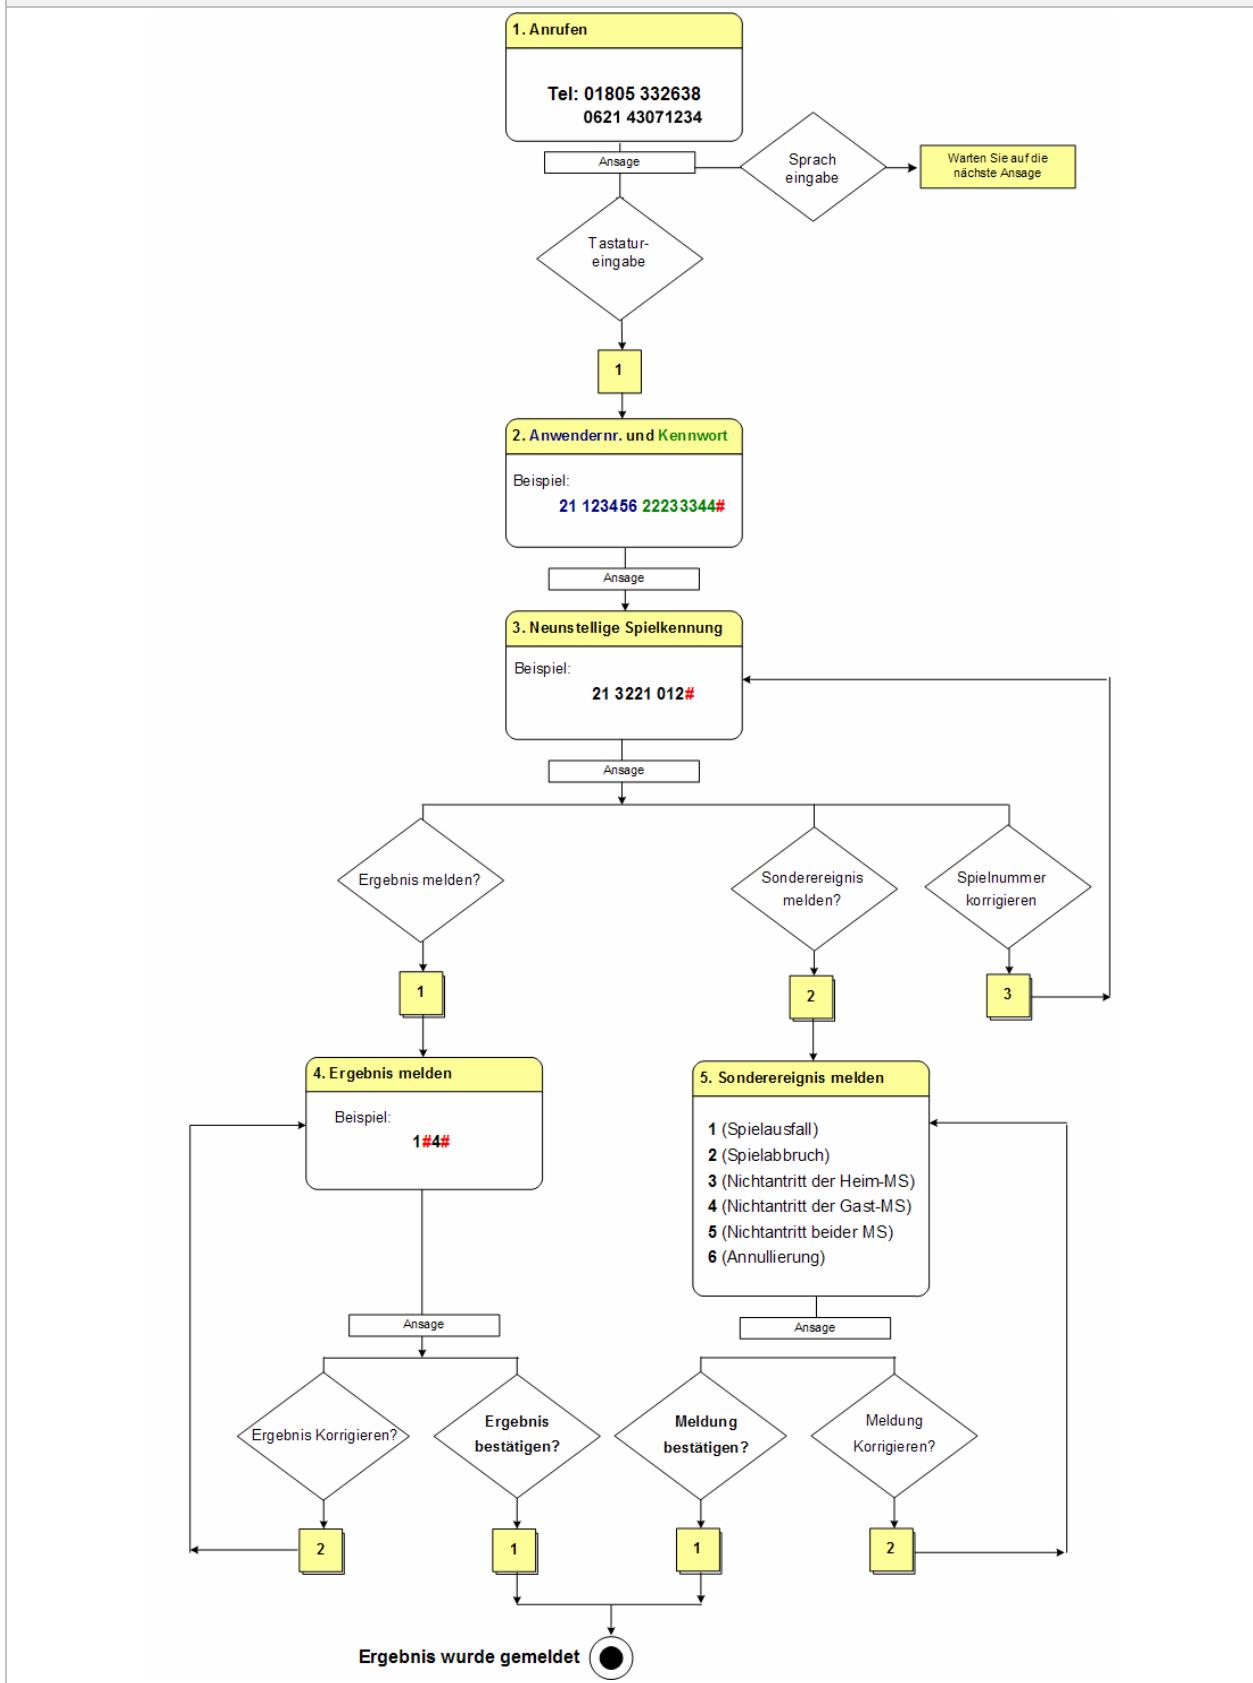 1. Anrufen
Tel: 01805 332638
0621 43071234
Ansage
Sprach
eingabe
Warten Sie auf die
nächste Ansage
Tastatur-
eingabe
1
2. Anwendernr. und Kennwort
Beispiel:
21 123456 22233344#
Ansage
3. Neunstellige Spielkennung
Beispiel:
21 3221 012#
Ansage
Ergebnis melden?
Sonderereignis
melden?
Spielnummer
korrigieren
1
2
3
4. Ergebnis melden
Beispiel:
1#4#
5. Sonderereignis melden
1 (Spielausfall)
2 (Spielabbruch)
3 (Nichtantritt der Heim-MS)
4 (Nichtantritt der Gast-MS)
5 (Nichtantritt beider MS)
6 (Annullierung)
Ansage
Ansage
Ergebnis Korrigieren?
Ergebnis
bestätigen?
Meldung
bestätigen?
Meldung
Korrigieren?
2
1
1
2
Ergebnis wurde gemeldet